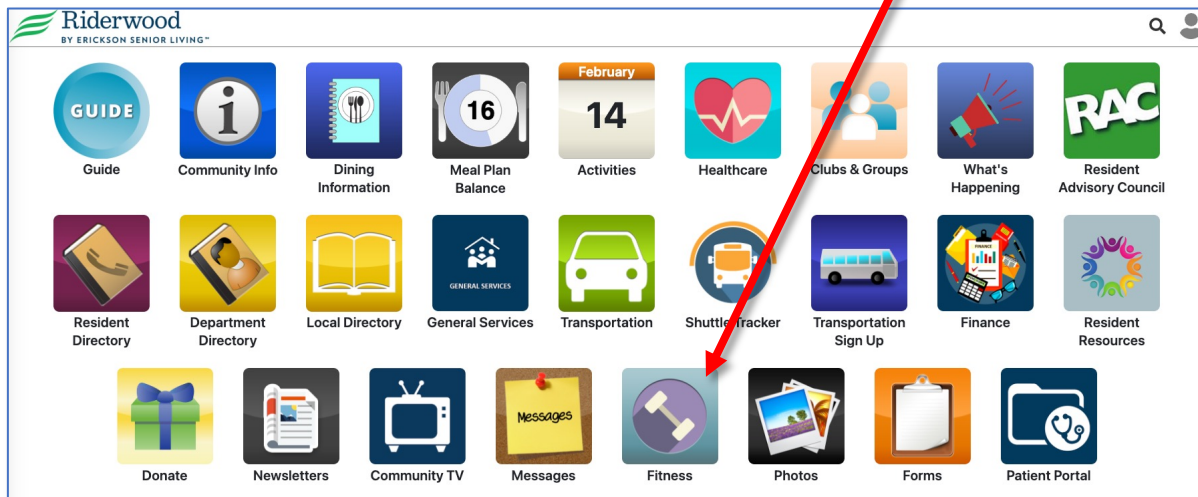 Riderwood
BY ERICKSON SENIOR LIVING™
GUIDE
16
February
14
RAC
Guide
Community Info
Dining
Information
Meal Plan
Balance
Activities
Healthcare
Clubs & Groups
What's
Happening
Resident
Advisory Council
GENERAL SERVICES
FINANCE
Resident
Directory
Department
Directory
Local Directory
General Services
Transportation
Shuttle Tracker
Transportation
Sign Up
Finance
Resident
Resources
Messages
Donate
Newsletters
Community TV
Messages
Fitness
Photos
Forms
Patient Portal